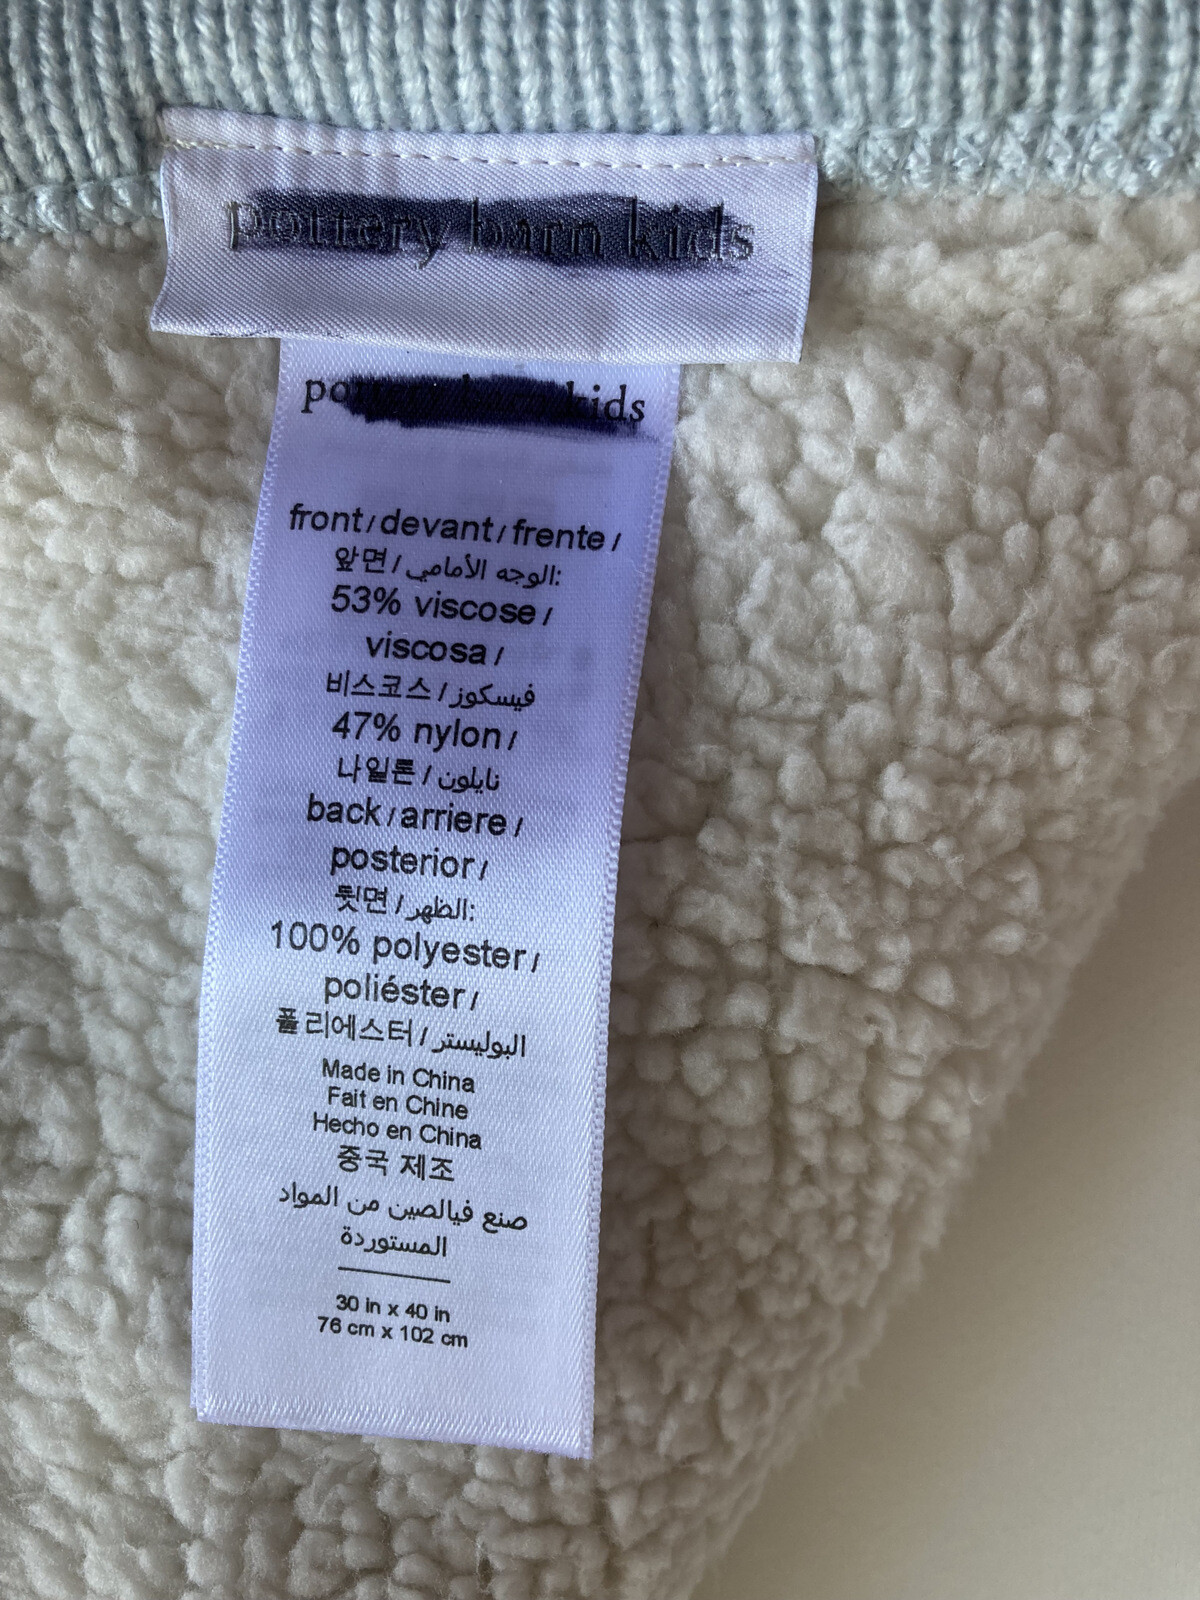 pottery barn kids
pottery barn kids
front/devant/frente/
앞면/الوجه الأمامي:
53% viscose/
viscosa/
비스코스/فيسكوز
47% nylon/
나일론/نايلون
back/arriere/
posterior/
뒷면/الظهر:
100% polyester/
poliéster/
폴리에스터/البوليستر
Made in China
Fait en Chine
Hecho en China
중국 제조
صنع فيالصين من المواد
المستوردة
30 in x 40 in
76 cm x 102 cm